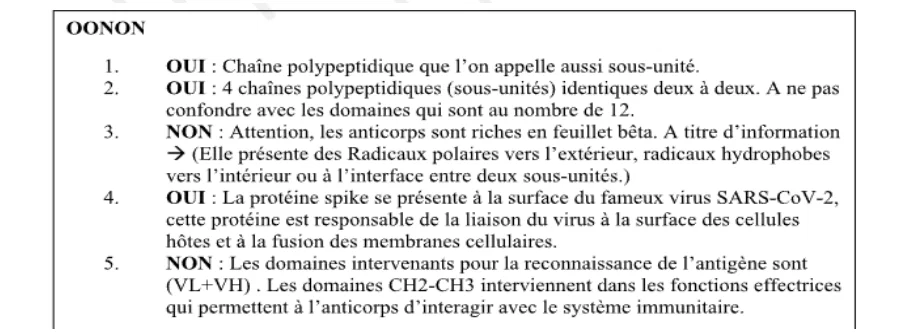 OONON
1. OUI : Chaîne polypeptidique que l'on appelle aussi sous-unité.
2. OUI : 4 chaînes polypeptidiques (sous-unités) identiques deux à deux. A ne pas
confondre avec les domaines qui sont au nombre de 12.
3. NON : Attention, les anticorps sont riches en feuillet bêta. A titre d'information
→ (Elle présente des Radicaux polaires vers l'extérieur, radicaux hydrophobes
vers l'intérieur ou à l'interface entre deux sous-unités.)
4. OUI : La protéine spike se présente à la surface du fameux virus SARS-CoV-2,
cette protéine est responsable de la liaison du virus à la surface des cellules
hôtes et à la fusion des membranes cellulaires.
5. NON : Les domaines intervenants pour la reconnaissance de l'antigène sont
(VL+VH) . Les domaines CH2-CH3 interviennent dans les fonctions effectrices
qui permettent à l'anticorps d'interagir avec le système immunitaire.